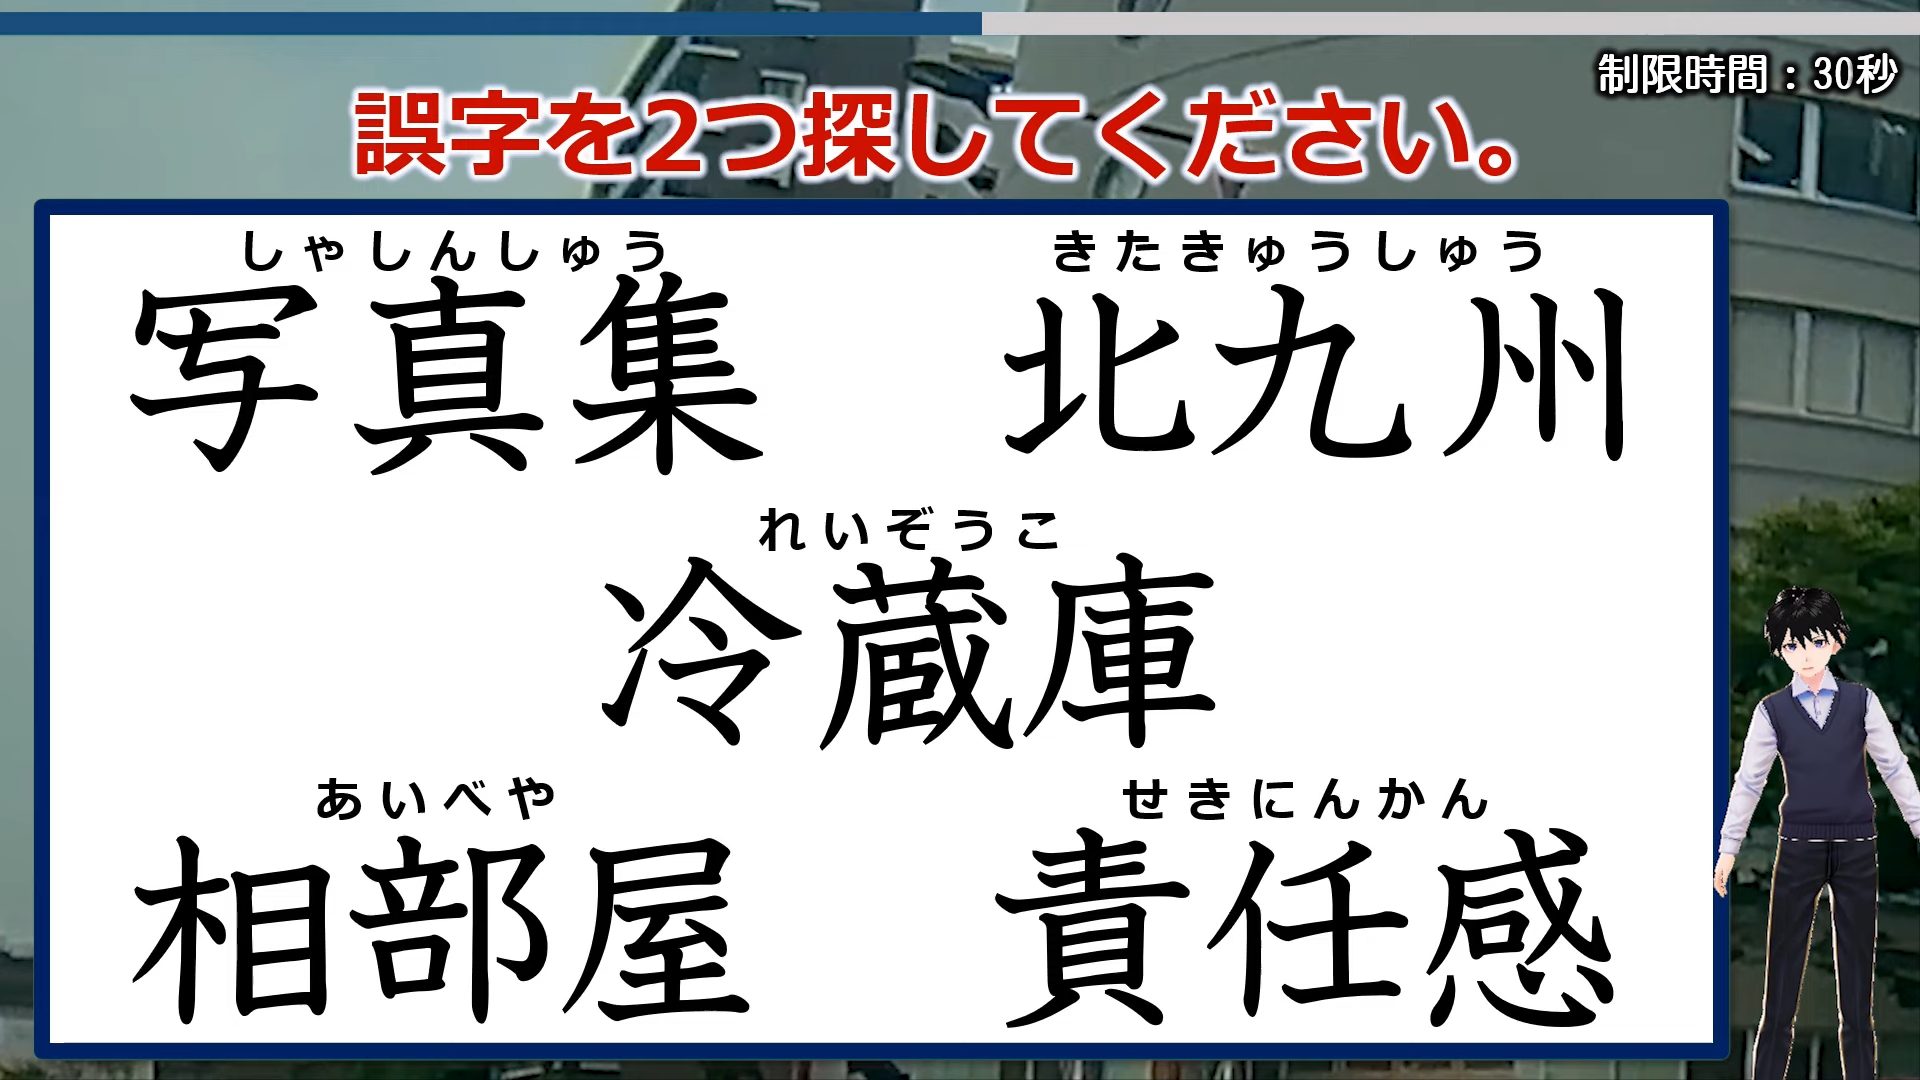 制限時間：30秒
誤字を2つ探してください。
しゃしんしゅう
写真集
きたきゅうしゅう
北九州
れいぞうこ
冷蔵庫
あいべや
相部屋
せきにんかん
責任感